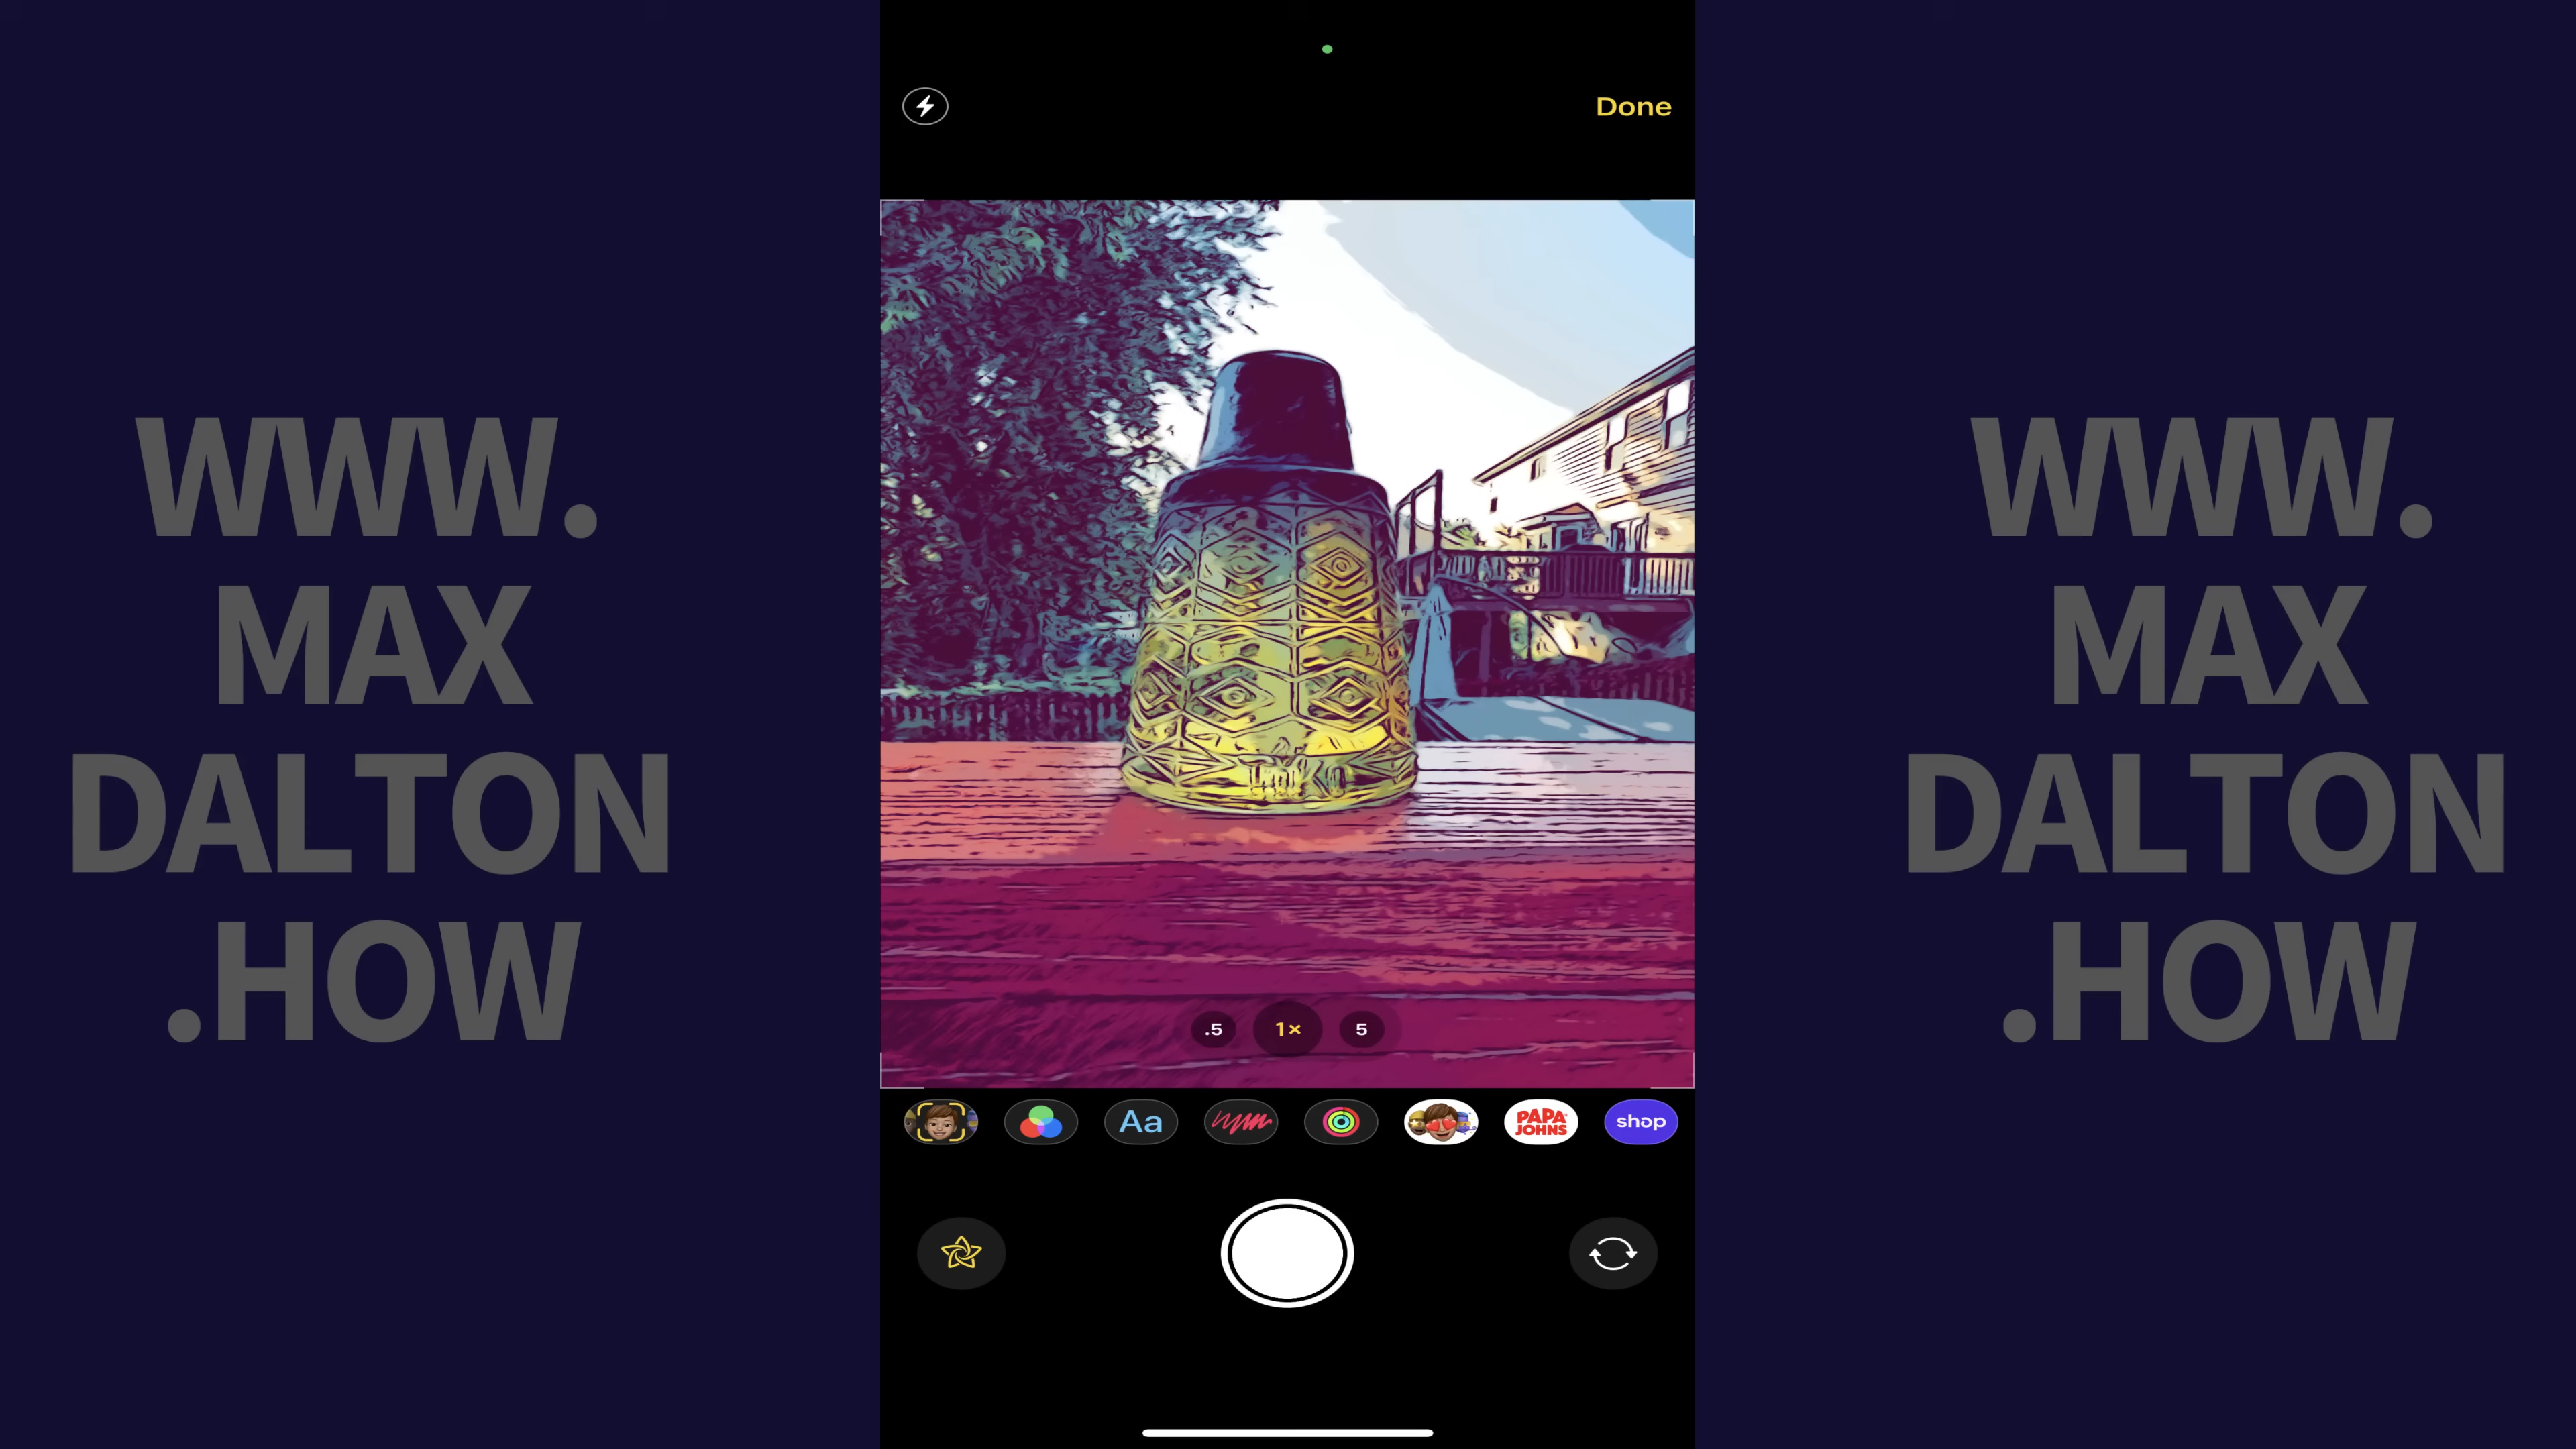 WWW.
MAX
DALTON
.HOW
Done
.5 1× 5
Aa
PAPA
JOHNS
shop
WWW.
MAX
DALTON
.HOW